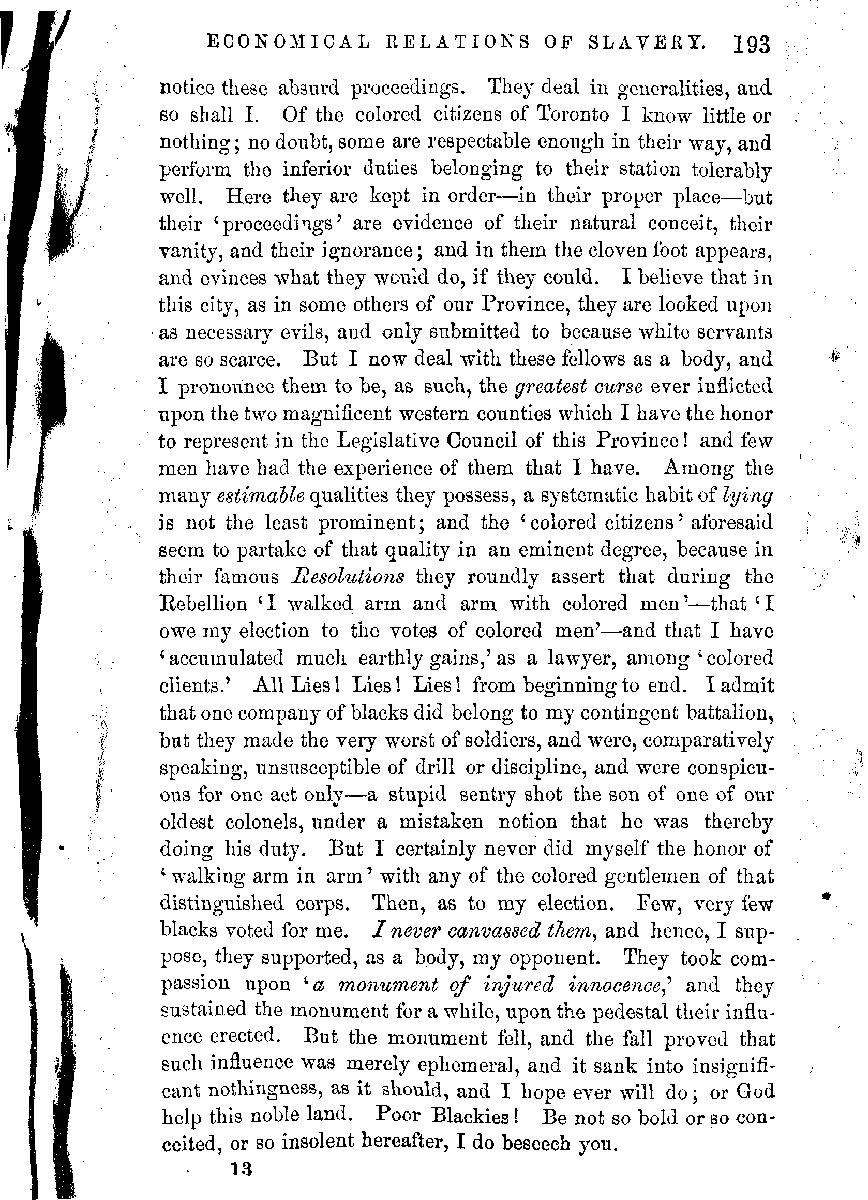 ECONOMICAL RELATIONS OF SLAVERY. 193
notice these absurd proceedings. They deal in generalities, and
so shall I. Of the colored citizens of Toronto I know little or
nothing; no doubt, some are respectable enough in their way, and
perform the inferior duties belonging to their station tolerably
well. Here they are kept in order—in their proper place—but
their ‘proceedings’ are evidence of their natural conceit, their
vanity, and their ignorance; and in them the cloven foot appears,
and evinces what they would do, if they could. I believe that in
this city, as in some others of our Province, they are looked upon
as necessary evils, and only submitted to because white servants
are so scarce. But I now deal with these fellows as a body, and
I pronounce them to be, as such, the greatest curse ever inflicted
upon the two magnificent western counties which I have the honor
to represent in the Legislative Council of this Province! and few
men have had the experience of them that I have. Among the
many estimable qualities they possess, a systematic habit of lying
is not the least prominent; and the ‘colored citizens’ aforesaid
seem to partake of that quality in an eminent degree, because in
their famous Resolutions they roundly assert that during the
Rebellion ‘I walked arm and arm with colored men’—that ‘I
owe my election to the votes of colored men’—and that I have
‘accumulated much earthly gains,’ as a lawyer, among ‘colored
clients.’ All Lies! Lies! Lies! from beginning to end. I admit
that one company of blacks did belong to my contingent battalion,
but they made the very worst of soldiers, and were, comparatively
speaking, unsusceptible of drill or discipline, and were conspicu-
ous for one act only—a stupid sentry shot the son of one of our
oldest colonels, under a mistaken notion that he was thereby
doing his duty. But I certainly never did myself the honor of
‘walking arm in arm’ with any of the colored gentlemen of that
distinguished corps. Then, as to my election. Few, very few
blacks voted for me. I never canvassed them, and hence, I sup-
pose, they supported, as a body, my opponent. They took com-
passion upon ‘a monument of injured innocence,’ and they
sustained the monument for a while, upon the pedestal their influ-
ence erected. But the monument fell, and the fall proved that
such influence was merely ephemeral, and it sank into insignifi-
cant nothingness, as it should, and I hope ever will do; or God
help this noble land. Poor Blackies! Be not so bold or so con-
ceited, or so insolent hereafter, I do beseech you.
13